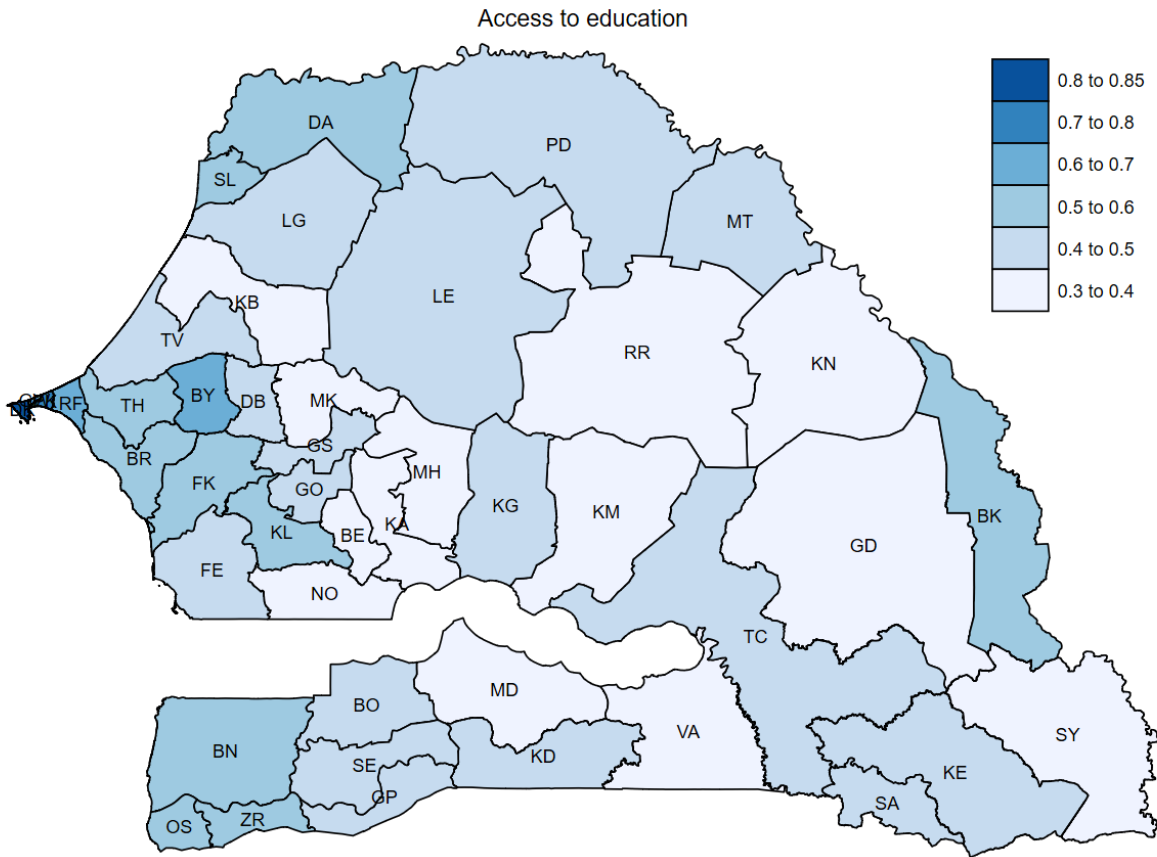 Access to education
0.8 to 0.85
0.7 to 0.8
0.6 to 0.7
0.5 to 0.6
0.4 to 0.5
0.3 to 0.4
DA
PD
SL
LG
MT
LE
KB
TV
RR
KN
BY
DB
MK
TH
RF
GS
BR
FK
MH
GO
KG
KM
BK
KL
BE
KA
GD
FE
NO
TC
MD
BO
VA
SY
BN
SE
KD
KE
GP
SA
OS
ZR